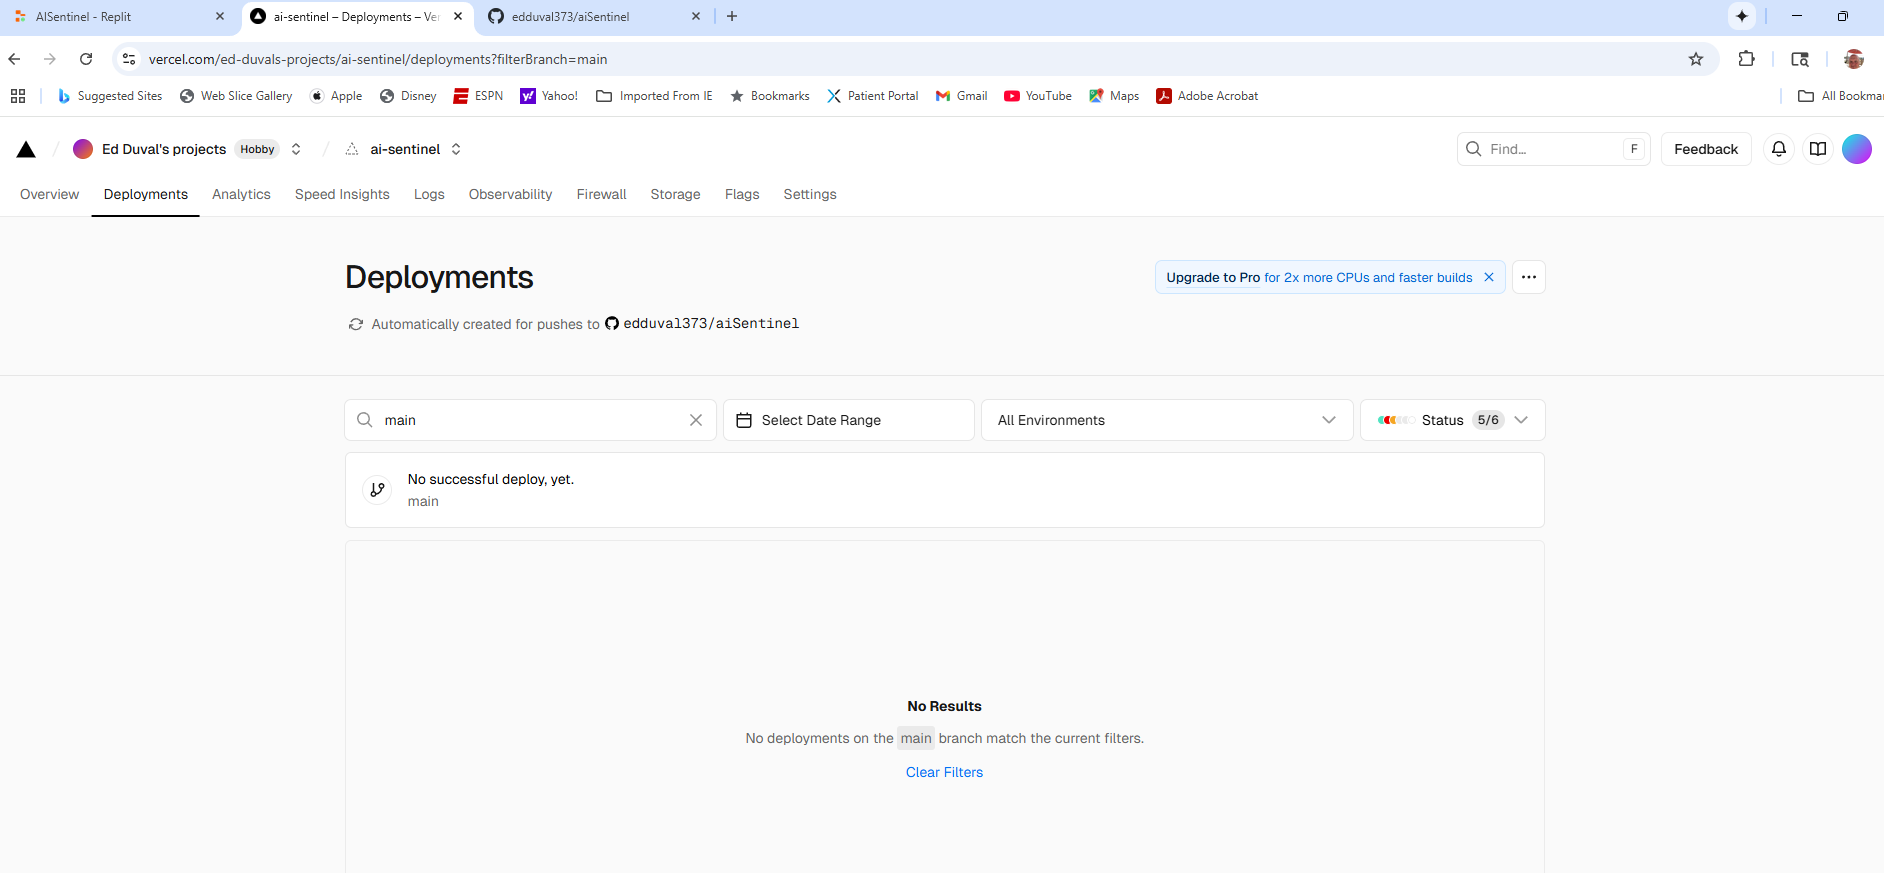 AISentinel - Replit
ai-sentinel – Deployments – Ver
edduval373/aiSentinel
vercel.com/ed-duvals-projects/ai-sentinel/deployments?filterBranch=main
Suggested Sites
Web Slice Gallery
Apple
Disney
ESPN
Yahoo!
Imported From IE
Bookmarks
Patient Portal
Gmail
YouTube
Maps
Adobe Acrobat
All Bookmar
Ed Duval's projects Hobby
ai-sentinel
Find... F
Feedback
Overview
Deployments
Analytics
Speed Insights
Logs
Observability
Firewall
Storage
Flags
Settings
Deployments
Upgrade to Pro for 2x more CPUs and faster builds
Automatically created for pushes to edduval373/aiSentinel
main
Select Date Range
All Environments
Status 5/6
No successful deploy, yet.
main
No Results
No deployments on the main branch match the current filters.
Clear Filters